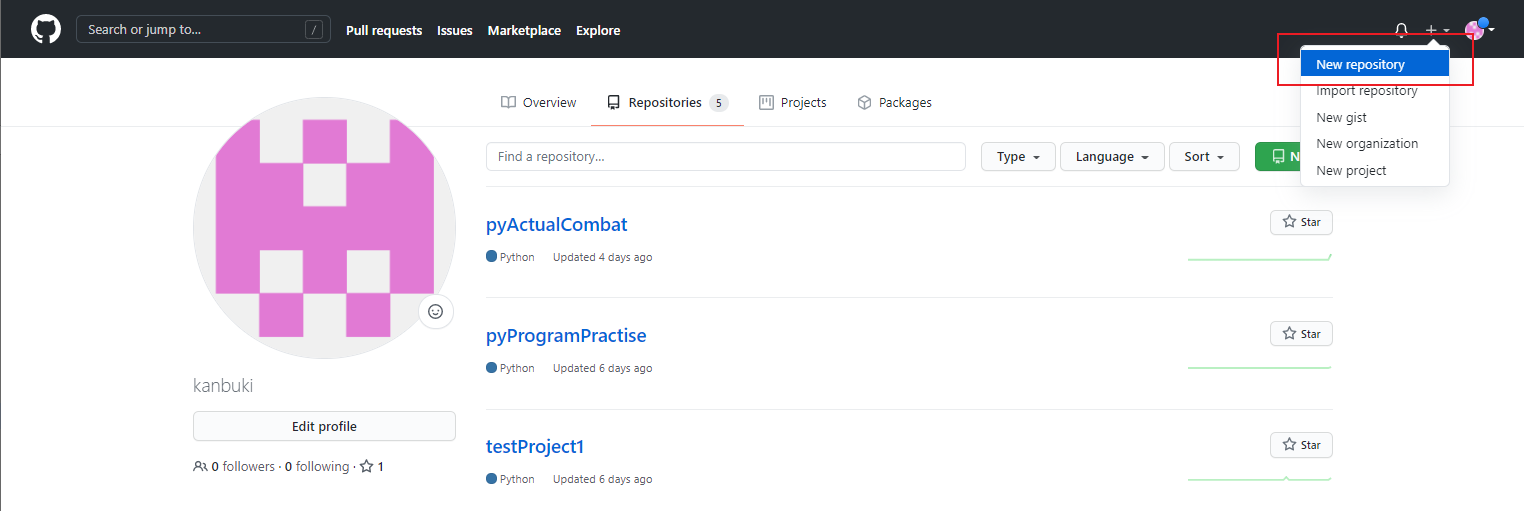 Search or jump to... / Pull requests Issues Marketplace Explore
New repository
Import repository
New gist
New organization
New project
Overview Repositories 5 Projects Packages
Find a repository... Type Language Sort
kanbuki
Edit profile
0 followers · 0 following · 1
pyActualCombat Star
Python Updated 4 days ago
pyProgramPractise Star
Python Updated 6 days ago
testProject1 Star
Python Updated 6 days ago